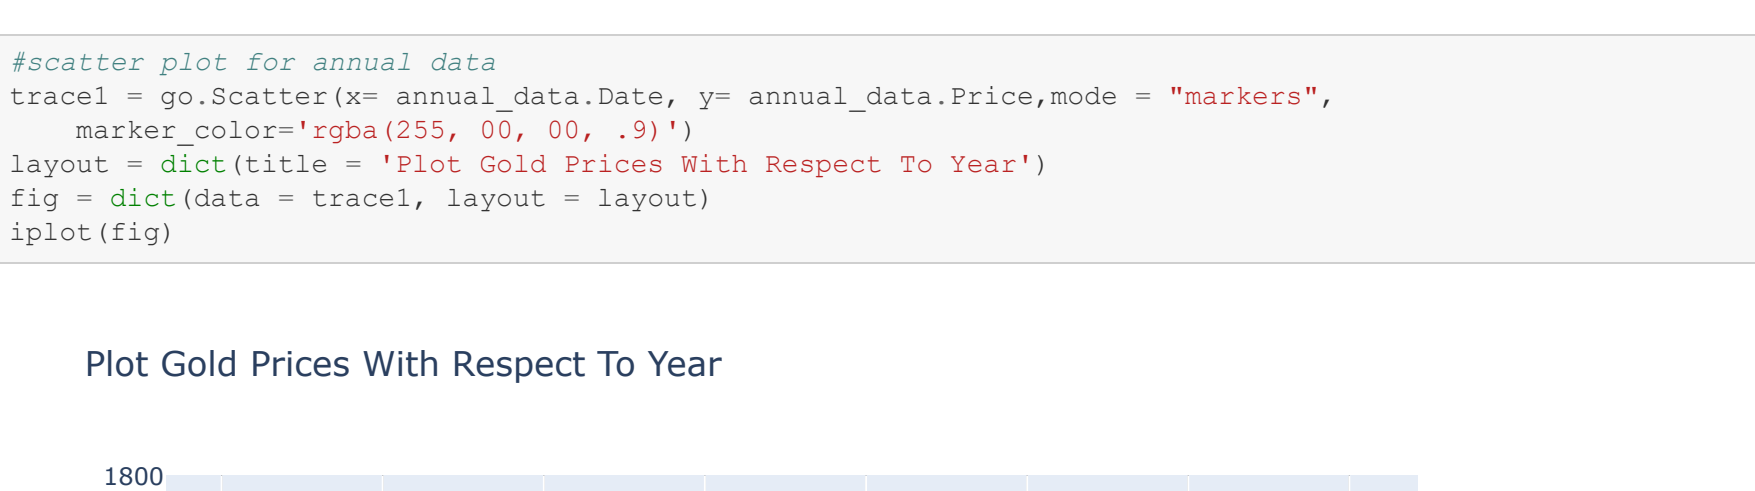 #scatter plot for annual data
trace1 = go.Scatter(x= annual_data.Date, y= annual_data.Price,mode = "markers",
    marker_color='rgba(255, 00, 00, .9)')
layout = dict(title = 'Plot Gold Prices With Respect To Year')
fig = dict(data = trace1, layout = layout)
iplot(fig)
Plot Gold Prices With Respect To Year
1800